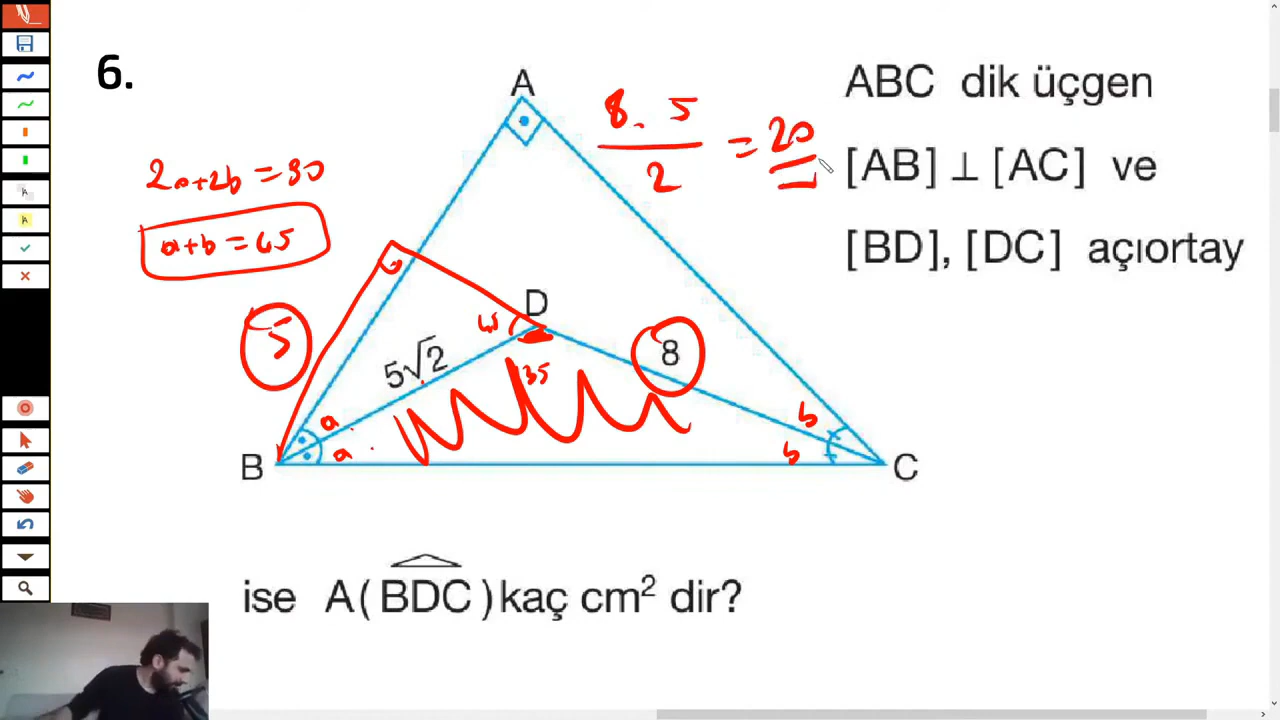 6.
ABC dik üçgen
[AB] ⊥ [AC] ve
[BD], [DC] açıortay
A
8. 5
2
= 20
2a+2b = 90
a+b = 45
D
5
45
5√2
135
8
a
a
b
b
B
C
ise A(BDC) kaç cm² dir?